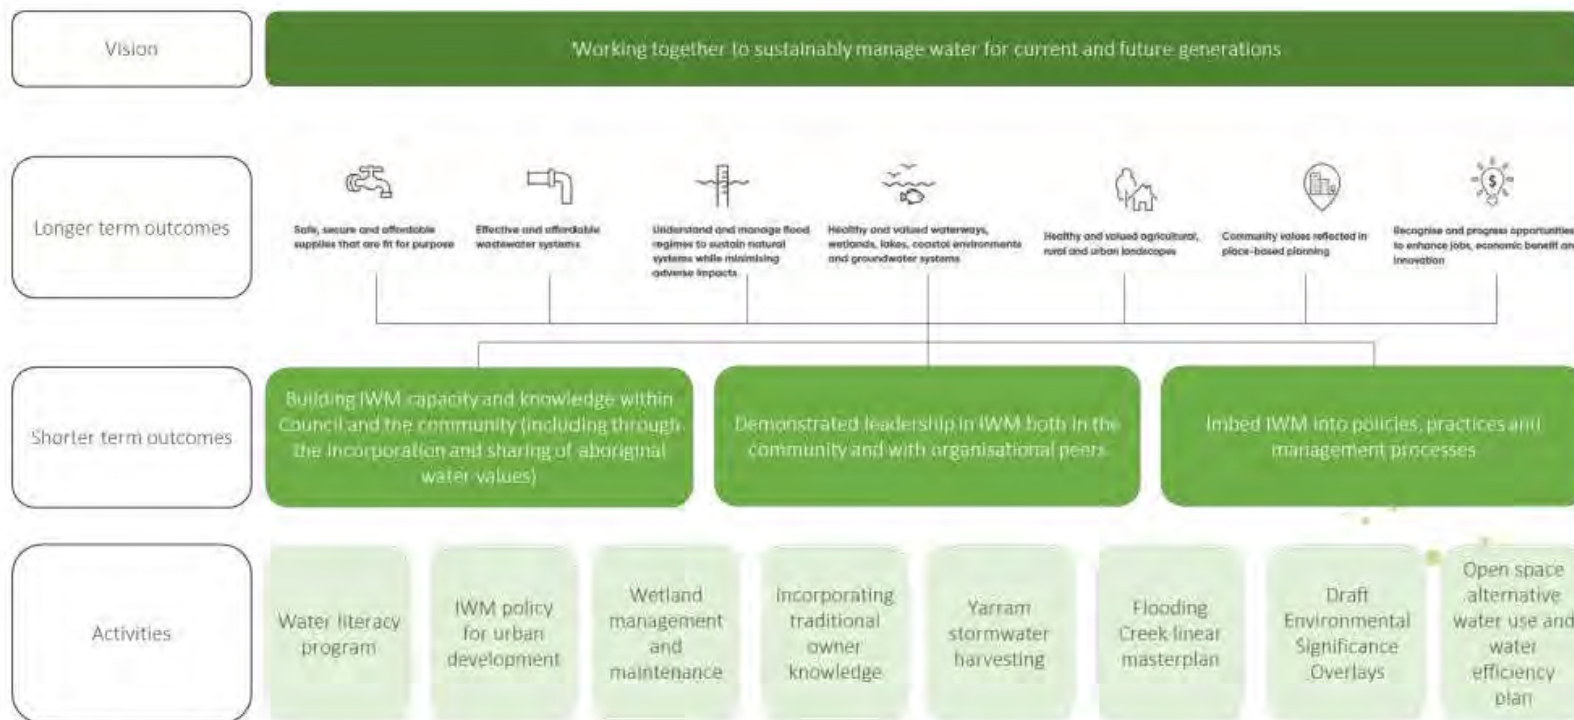 Vision
Working together to sustainably manage water for current and future generations
Longer term outcomes
Safe, secure and affordable
supplies that are fit for purpose
Effective and affordable
wastewater systems
Understand and manage flood
regimes to sustain natural
systems while minimising
adverse impacts
Healthy and valued waterways,
wetlands, lakes, coastal environments
and groundwater systems
Healthy and valued agricultural,
rural and urban landscapes
Community values reflected in
place-based planning
$
Recognise and progress opportunities
to enhance jobs, economic benefit an
innovation
Shorter term outcomes
Building IWM capacity and knowledge within
Council and the community (including through
the incorporation and sharing of aboriginal
water values)
Demonstrated leadership in IWM both in the
community and with organisational peers
Imbed IWM into policies, practices and
management processes
Activities
Water literacy
program
IWM policy
for urban
development
Wetland
management
and
maintenance
Incorporating
traditional
owner
knowledge
Yarram
stormwater
harvesting
Flooding
Creek linear
masterplan
Draft
Environmental
Significance
Overlays
Open space
alternative
water use and
water
efficiency
plan